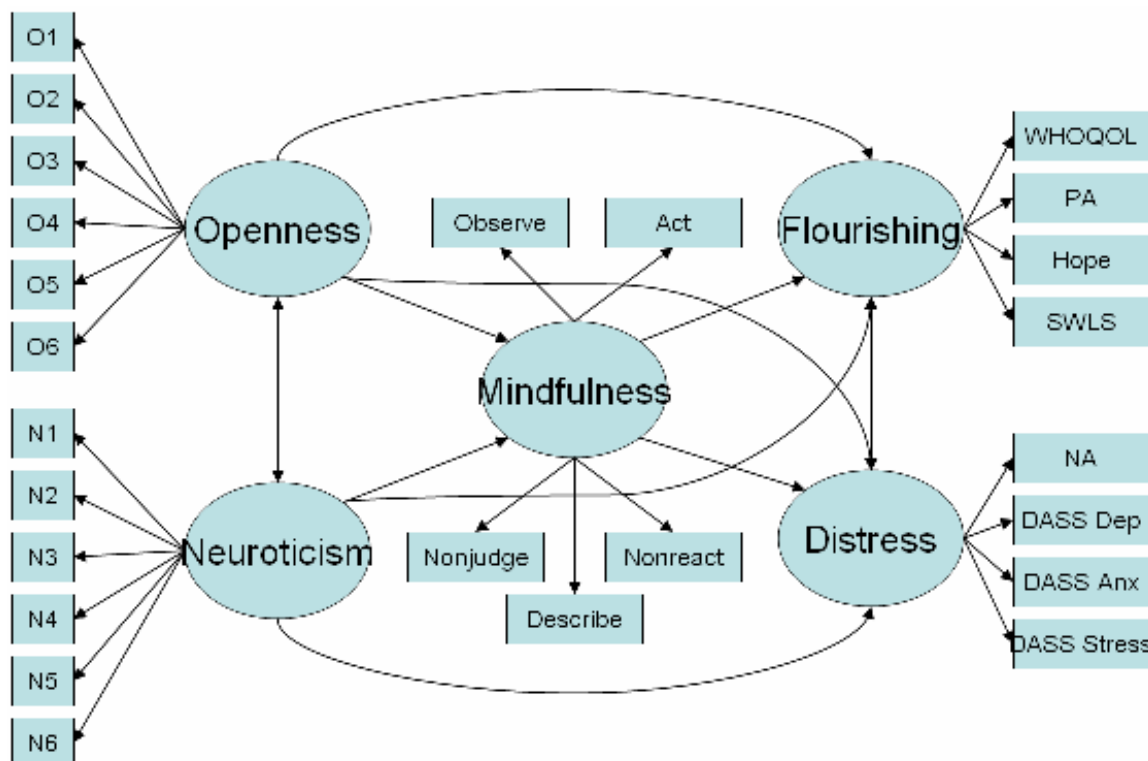 O1
O2
O3
O4
O5
O6
Openness
Neuroticism
N1
N2
N3
N4
N5
N6
Observe
Act
Mindfulness
Nonjudge
Nonreact
Describe
Flourishing
Distress
WHOQOL
PA
Hope
SWLS
NA
DASS Dep
DASS Anx
DASS Stress